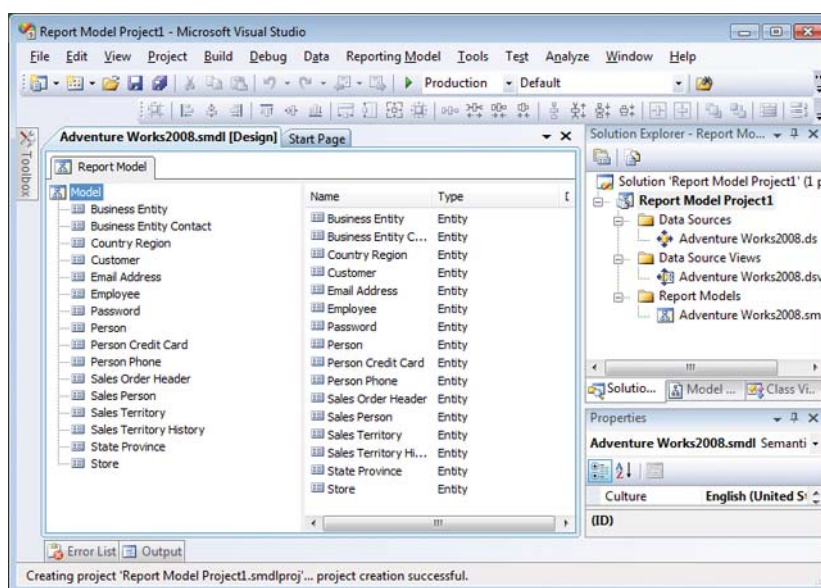 Report Model Project1 - Microsoft Visual Studio
File Edit View Project Build Debug Data Reporting Model Tools Test Analyze Window Help
Production Default
Toolbox
Adventure Works2008.smdl [Design] Start Page
Report Model
Model
Business Entity
Business Entity Contact
Country Region
Customer
Email Address
Employee
Password
Person
Person Credit Card
Person Phone
Sales Order Header
Sales Person
Sales Territory
Sales Territory History
State Province
Store
Name Type
Business Entity Entity
Business Entity C... Entity
Country Region Entity
Customer Entity
Email Address Entity
Employee Entity
Password Entity
Person Entity
Person Credit Card Entity
Person Phone Entity
Sales Order Header Entity
Sales Person Entity
Sales Territory Entity
Sales Territory Hi... Entity
State Province Entity
Store Entity
Solution Explorer - Report Mo...
Solution 'Report Model Project1' (1 p
Report Model Project1
Data Sources
Adventure Works2008.ds
Data Source Views
Adventure Works2008.dsv
Report Models
Adventure Works2008.sm
Solutio... Model ... Class Vi...
Properties
Adventure Works2008.smdl Semanti
Culture English (United S
(ID)
Error List Output
Creating project 'Report Model Project1.smdlproj'... project creation successful.